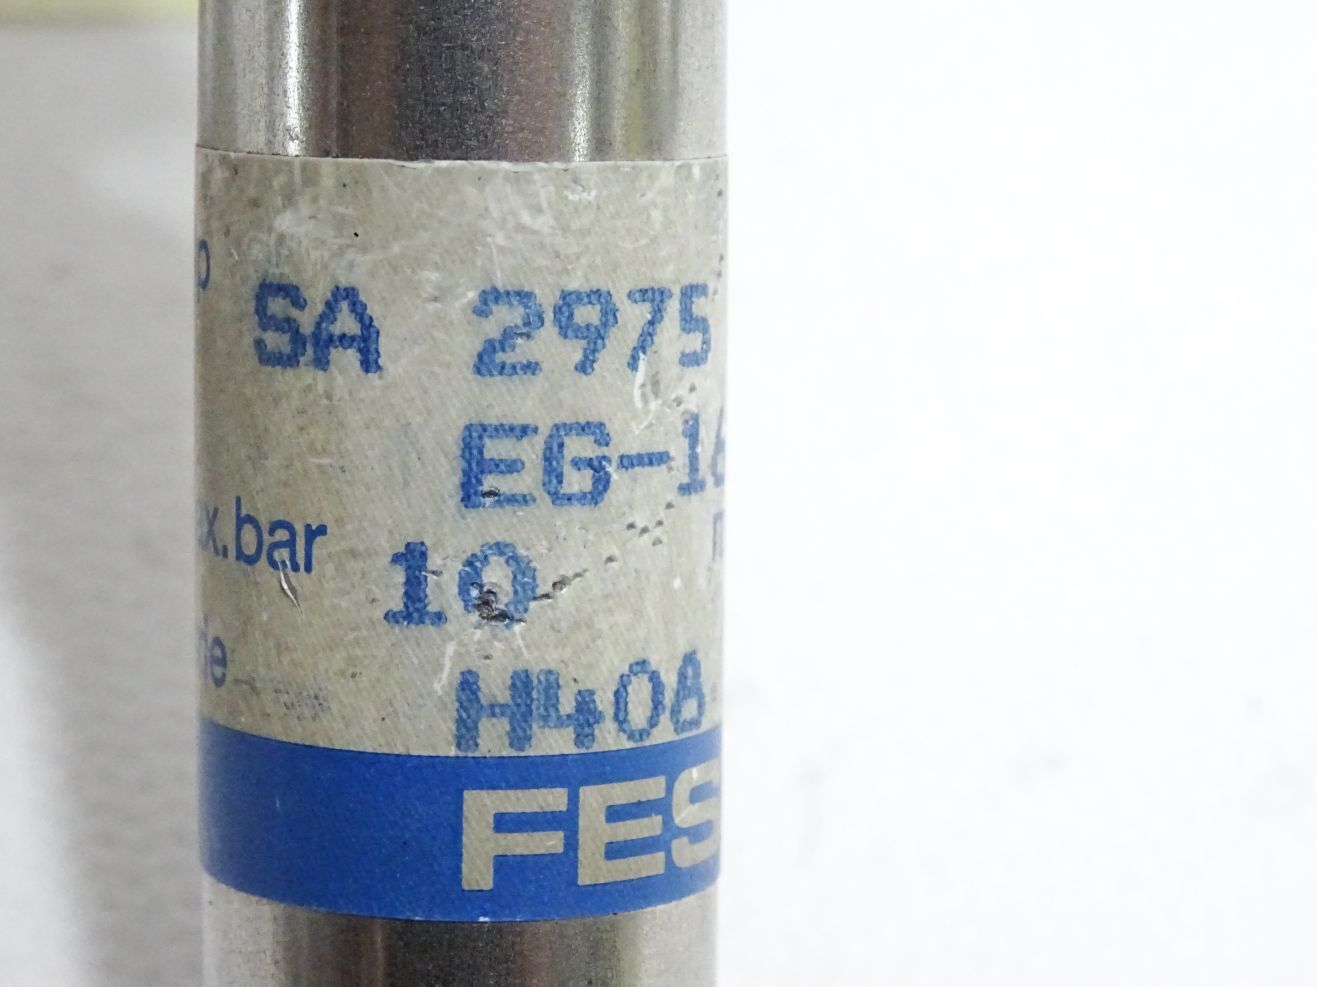 p SA 2975
EG-16
x.bar 10
H408
FES